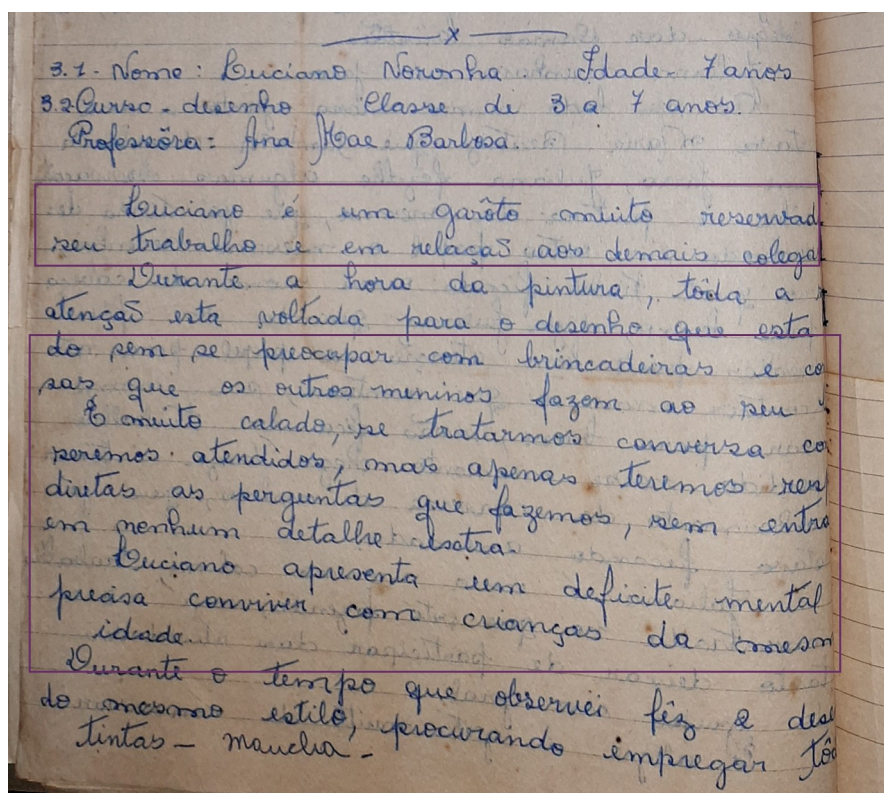 x
3.1 - Nome: Luciano Noronha Idade 7 anos
3.2 Curso - desenho Classe de 3 a 7 anos.
Professôra: Ana Mae Barbosa.
Luciano é um garôto muito reservad
seu trabalho e em relação aos demais colega
Durante a hora da pintura, tôda a
atenção esta voltada para o desenho que esta
do sem se preocupar com brincadeiras e co
sas que os outros meninos fazem ao seu
É muito calado, se tratarmos conversa co
seremos atendidos, mas apenas teremos res
diretas as perguntas que fazemos, sem entra
em nenhum detalhe extra.
Luciano apresenta um deficite mental
precisa conviver com crianças da mesm
idade.
Durante o tempo que observei fêz 2 dese
do mesmo estilo, procurando empregar tôd
tintas - mancha -